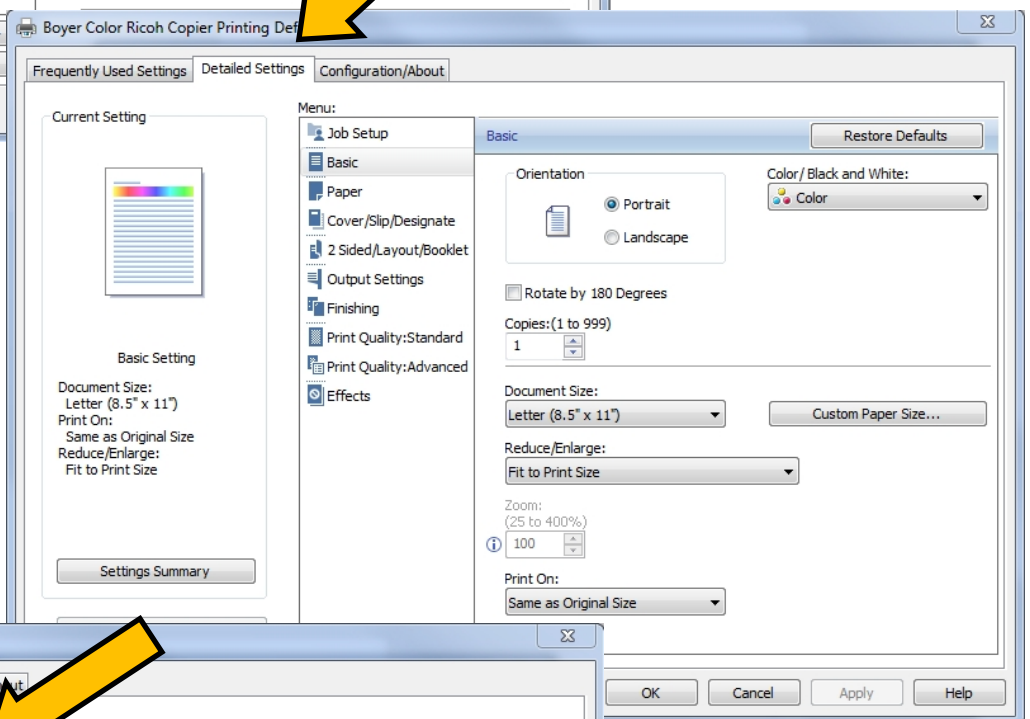 Boyer Color Ricoh Copier Printing Def
Frequently Used Settings
Detailed Settings
Configuration/About
Current Setting
Basic Setting
Document Size:
Letter (8.5" x 11")
Print On:
Same as Original Size
Reduce/Enlarge:
Fit to Print Size
Settings Summary
Menu:
Job Setup
Basic
Paper
Cover/Slip/Designate
2 Sided/Layout/Booklet
Output Settings
Finishing
Print Quality:Standard
Print Quality:Advanced
Effects
Basic
Restore Defaults
Orientation
Portrait
Landscape
Color/ Black and White:
Color
Rotate by 180 Degrees
Copies:(1 to 999)
1
Document Size:
Letter (8.5" x 11")
Custom Paper Size...
Reduce/Enlarge:
Fit to Print Size
Zoom:
(25 to 400%)
100
Print On:
Same as Original Size
OK
Cancel
Apply
Help